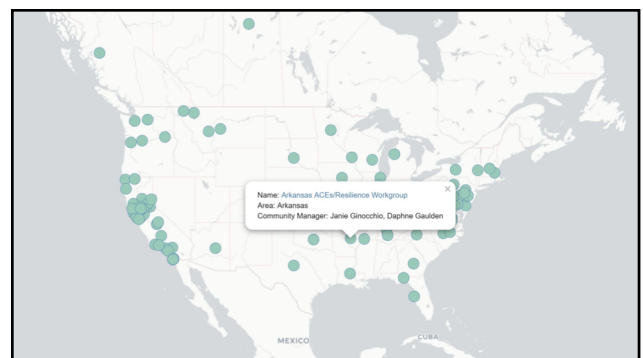 Name: Arkansas ACEs/Resilience Workgroup ×
Area: Arkansas
Community Manager: Janie Ginocchio, Daphne Gaulden
MEXICO
CUBA